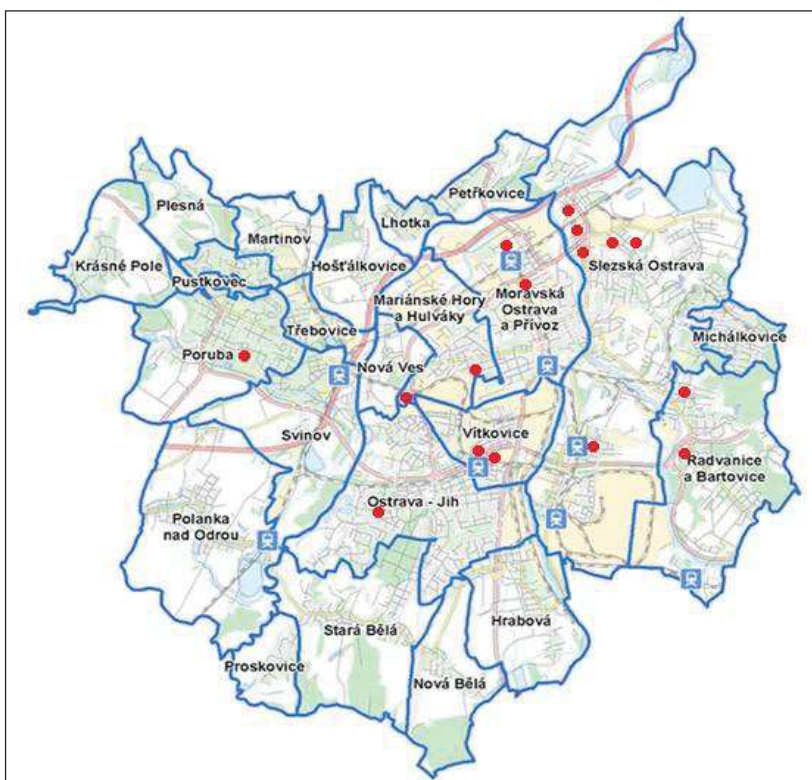 Petřkovice
Plesná
Lhotka
Martinov
Krásné Pole
Hošťálkovice
Slezská Ostrava
Pustkovec
Mariánské Hory
a Hulváky
Moravská
Ostrava
a Přívoz
Třebovice
Michálkovice
Poruba
Nová Ves
Svinov
Vítkovice
Radvanice
a Bartovice
Ostrava - Jih
Polanka
nad Odrou
Hrabová
Stará Bělá
Proskovice
Nová Bělá